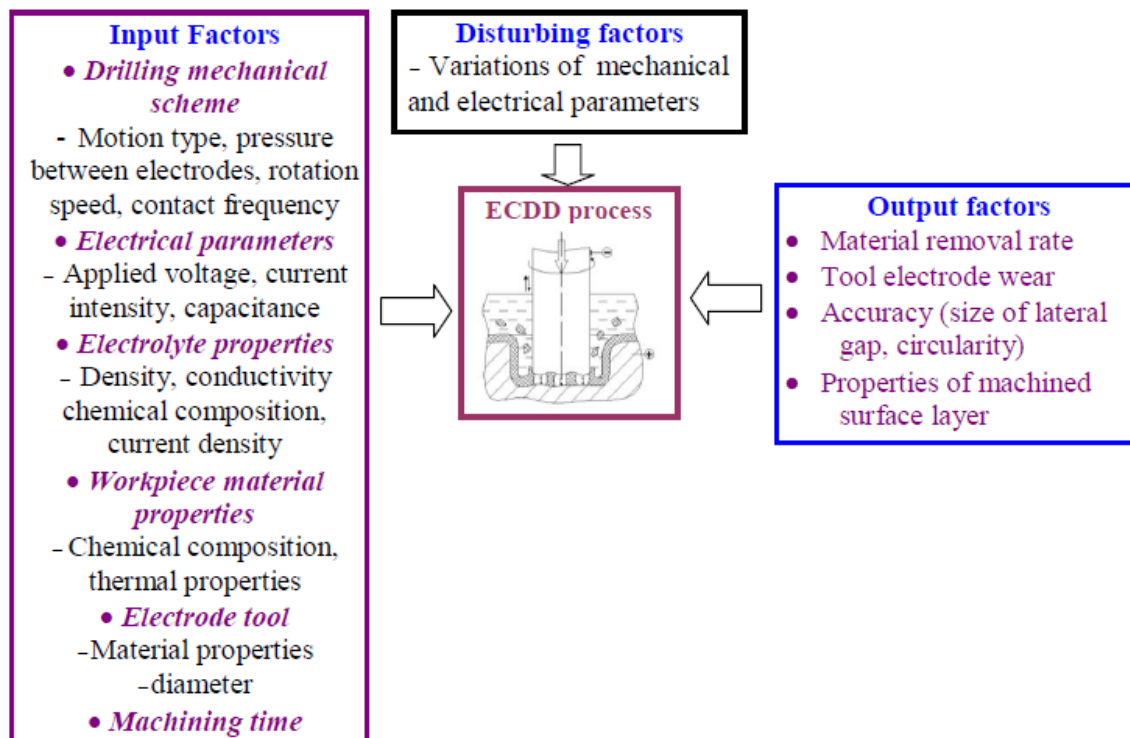 Input Factors
• Drilling mechanical
scheme
- Motion type, pressure
between electrodes, rotation
speed, contact frequency
• Electrical parameters
– Applied voltage, current
intensity, capacitance
• Electrolyte properties
– Density, conductivity
chemical composition,
current density
• Workpiece material
properties
– Chemical composition,
thermal properties
• Electrode tool
–Material properties
–diameter
• Machining time
Disturbing factors
– Variations of mechanical
and electrical parameters
ECDD process
Output factors
• Material removal rate
• Tool electrode wear
• Accuracy (size of lateral
gap, circularity)
• Properties of machined
surface layer